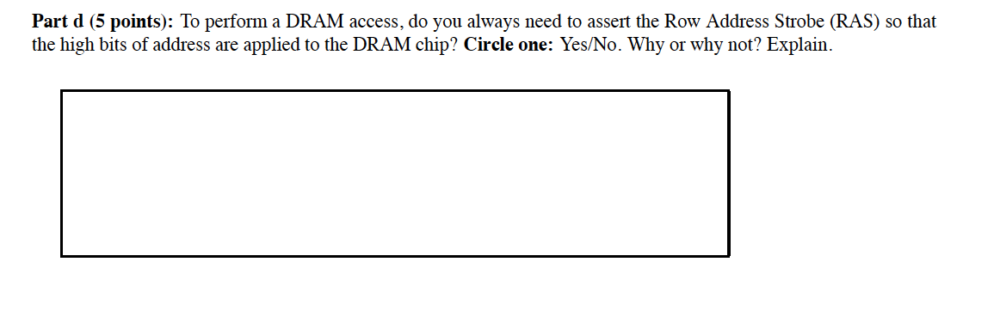 Part d (5 points): To perform a DRAM access, do you always need to assert the Row Address Strobe (RAS) so that
the high bits of address are applied to the DRAM chip? Circle one: Yes/No. Why or why not? Explain.